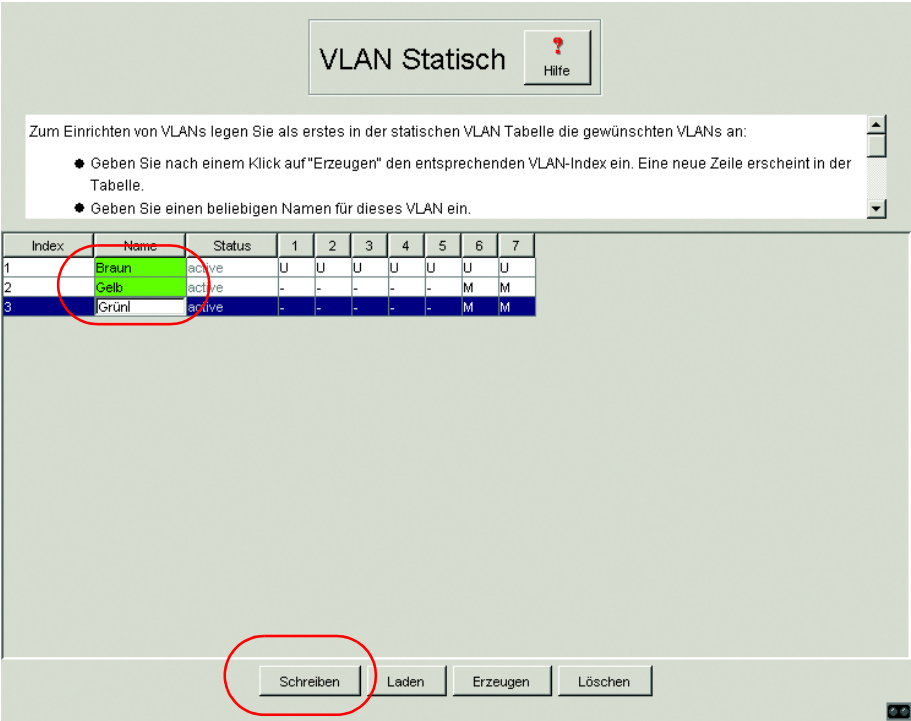 VLAN Statisch
?
Hilfe
Zum Einrichten von VLANs legen Sie als erstes in der statischen VLAN Tabelle die gewünschten VLANs an:
Geben Sie nach einem Klick auf "Erzeugen" den entsprechenden VLAN-Index ein. Eine neue Zeile erscheint in der
Tabelle.
Geben Sie einen beliebigen Namen für dieses VLAN ein.
Index Name Status 1 2 3 4 5 6 7
1 Braun active U U U U U U U
2 Gelb active - - - - - M M
3 Grünl active - - - - - M M
Schreiben Laden Erzeugen Löschen